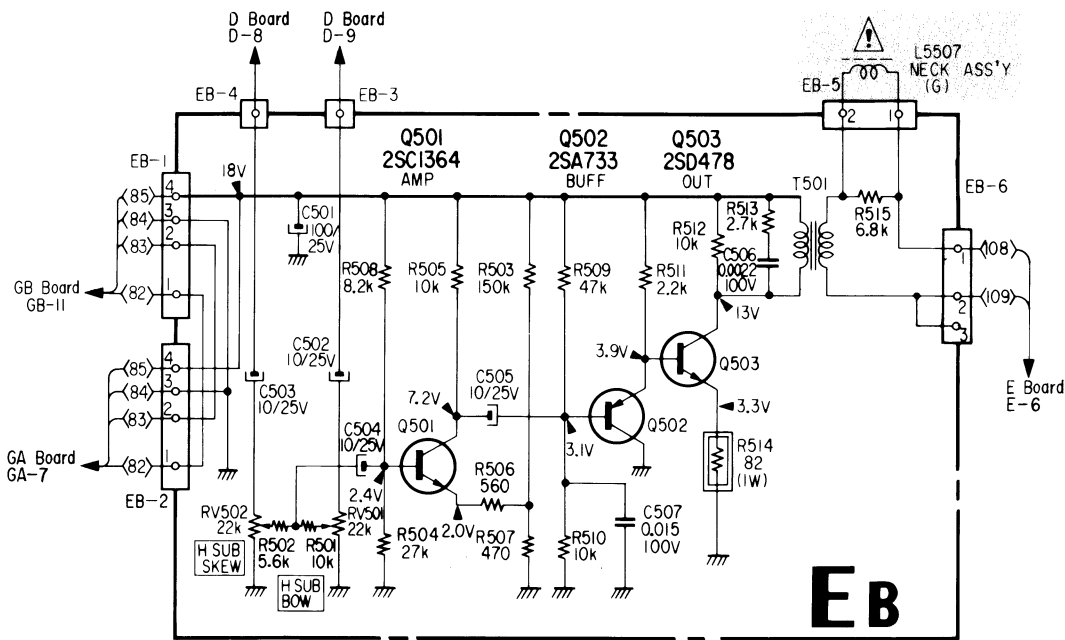 D Board
D-8
D Board
D-9
L5507
NECK ASS'Y
(G)
EB-5
2
1
EB-4
EB-3
EB-1
18V
Q501
2SC1364
AMP
Q502
2SA733
BUFF
Q503
2SD478
OUT
T501
R515
6.8k
EB-6
4
3
2
1
(85)
(84)
(83)
(82)
C501
100/
25V
R508
8.2k
R505
10k
R503
150k
R509
47k
R511
2.2k
R512
10k
R513
2.7k
C506
0.0022
100V
13V
1
2
3
(108)
(109)
GB Board
GB-11
E Board
E-6
4
3
2
1
(85)
(84)
(83)
(82)
GA Board
GA-7
EB-2
C503
10/25V
C502
10/25V
C504
10/25V
7.2V
Q501
C505
10/25V
3.9V
3.1V
Q502
Q503
3.3V
R514
82
(1W)
2.4V
2.0V
R506
560
RV502
22k
H SUB
SKEW
R502
5.6k
R501
10k
H SUB
BOW
RV501
22k
R504
27k
R507
470
R510
10k
C507
0.015
100V
EB